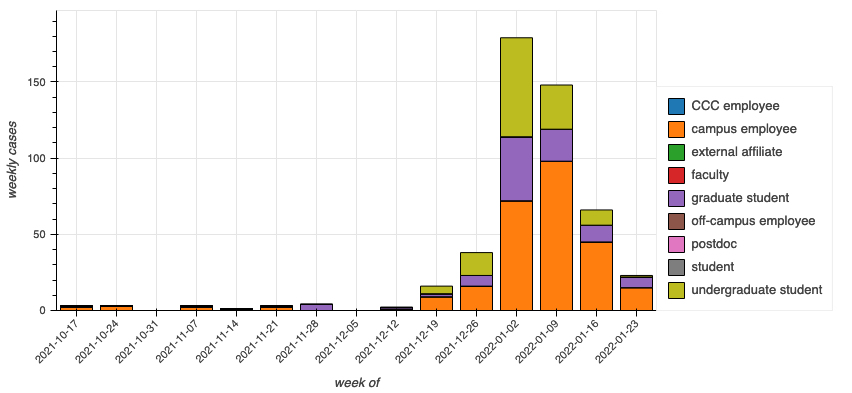 weekly cases
150
100
50
0
2021-10-17
2021-10-24
2021-10-31
2021-11-07
2021-11-14
2021-11-21
2021-11-28
2021-12-05
2021-12-12
2021-12-19
2021-12-26
2022-01-02
2022-01-09
2022-01-16
2022-01-23
week of
CCC employee
campus employee
external affiliate
faculty
graduate student
off-campus employee
postdoc
student
undergraduate student